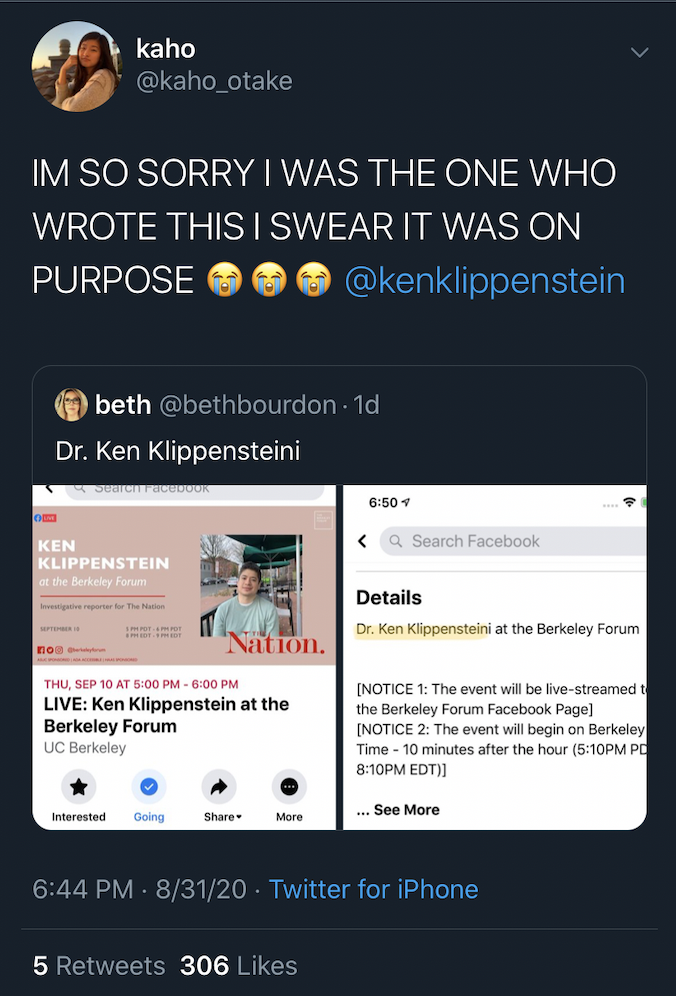 kaho
@kaho_otake
IM SO SORRY I WAS THE ONE WHO
WROTE THIS I SWEAR IT WAS ON
PURPOSE 😭😭😭 @kenklippenstein
beth @bethbourdon · 1d
Dr. Ken Klippensteini
Search Facebook
LIVE
KEN
KLIPPENSTEIN
at the Berkeley Forum
Investigative reporter for The Nation
SEPTEMBER 10
5 PM PDT - 6 PM PDT
8 PM EDT - 9 PM EDT
@berkeleyforum
The Nation.
THU, SEP 10 AT 5:00 PM - 6:00 PM
LIVE: Ken Klippenstein at the
Berkeley Forum
UC Berkeley
Interested Going Share More
6:50
Search Facebook
Details
Dr. Ken Klippensteini at the Berkeley Forum
[NOTICE 1: The event will be live-streamed t
the Berkeley Forum Facebook Page]
[NOTICE 2: The event will begin on Berkeley
Time - 10 minutes after the hour (5:10PM PD
8:10PM EDT)]
... See More
6:44 PM · 8/31/20 · Twitter for iPhone
5 Retweets 306 Likes